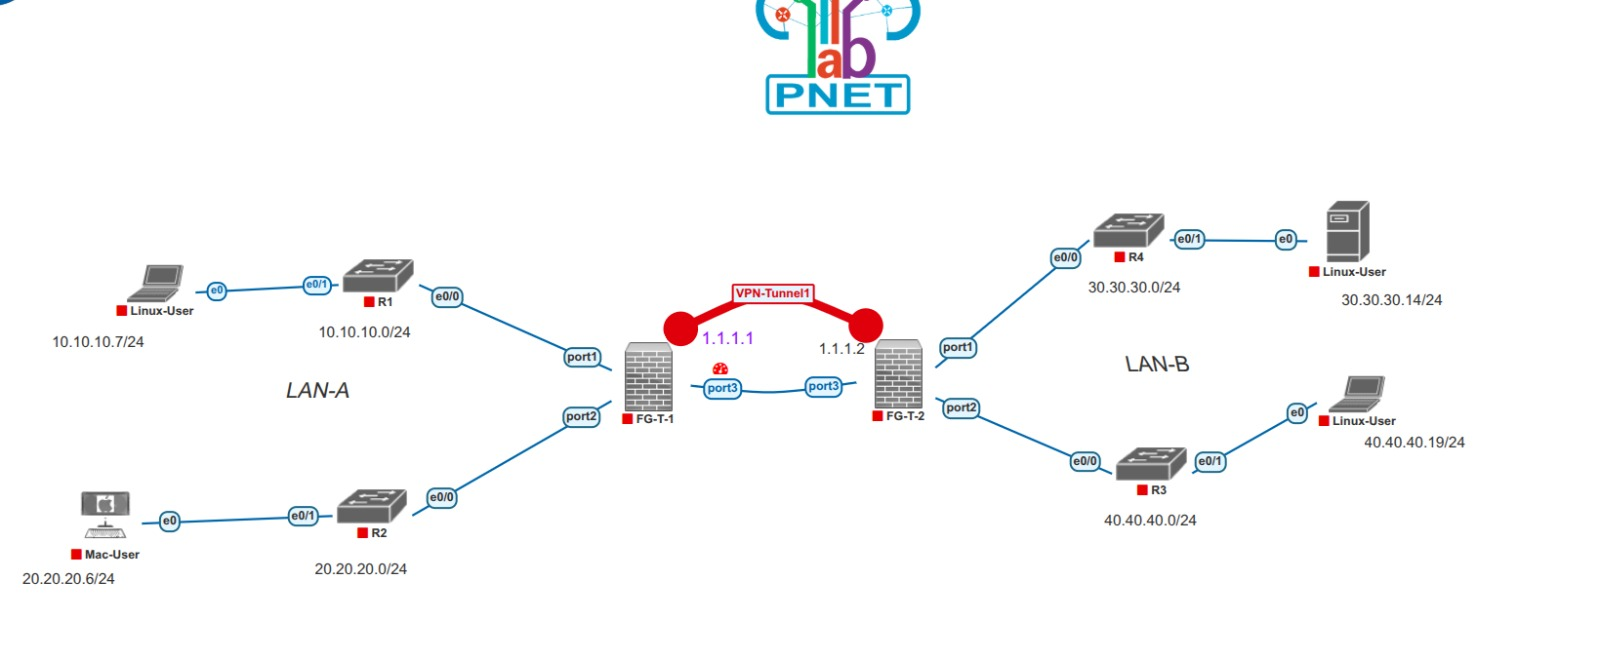 lab
PNET
e0/1
e0
R4
Linux-User
e0/0
30.30.30.0/24
30.30.30.14/24
e0
e0/1
R1
e0/0
Linux-User
10.10.10.7/24
10.10.10.0/24
VPN-Tunnel1
1.1.1.1
1.1.1.2
port1
port1
LAN-A
LAN-B
port3
port3
port2
FG-T-1
FG-T-2
port2
e0
Linux-User
40.40.40.19/24
e0/0
e0/1
R3
40.40.40.0/24
e0/0
e0
e0/1
R2
Mac-User
20.20.20.6/24
20.20.20.0/24